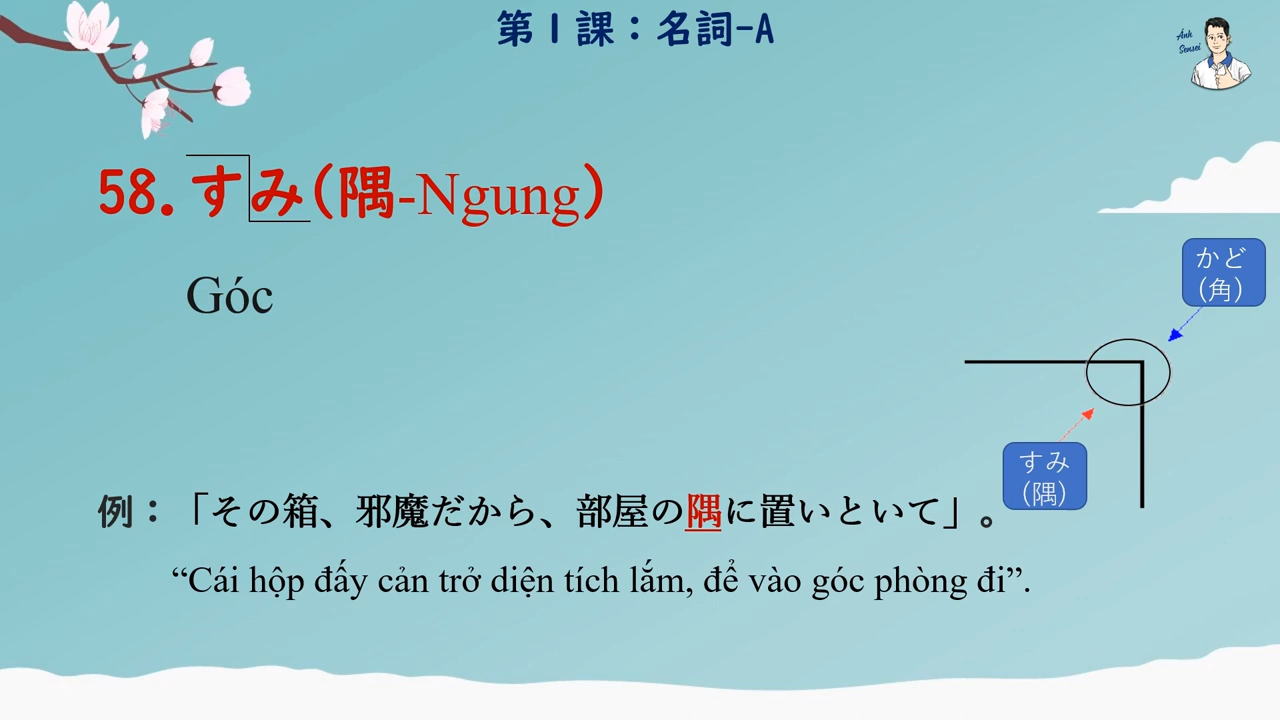 第1課：名詞-A
Anh
Sensei
58. すみ(隅-Ngung)
Góc
かど
(角)
すみ
(隅)
例：「その箱、邪魔だから、部屋の隅に置いといて」。
“Cái hộp đấy cản trở diện tích lắm, để vào góc phòng đi”.